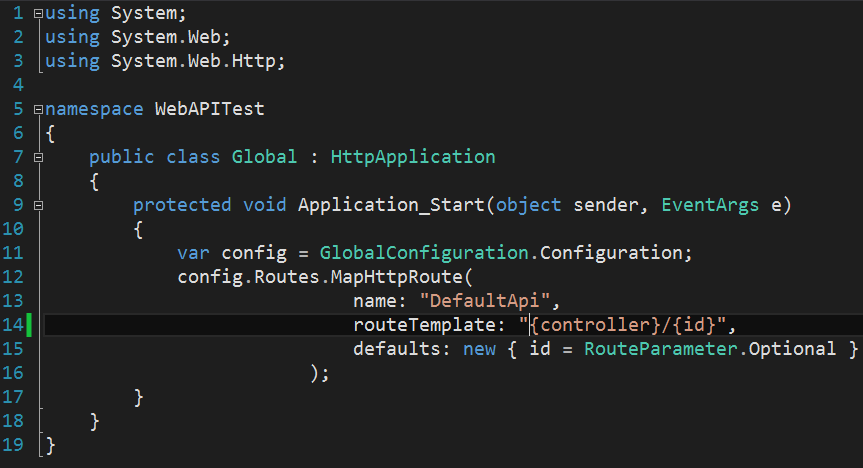 1 using System;
2 using System.Web;
3 using System.Web.Http;
4
5 namespace WebAPITest
6 {
7     public class Global : HttpApplication
8     {
9         protected void Application_Start(object sender, EventArgs e)
10         {
11             var config = GlobalConfiguration.Configuration;
12             config.Routes.MapHttpRoute(
13                             name: "DefaultApi",
14                             routeTemplate: "{controller}/{id}",
15                             defaults: new { id = RouteParameter.Optional }
16                         );
17         }
18     }
19 }